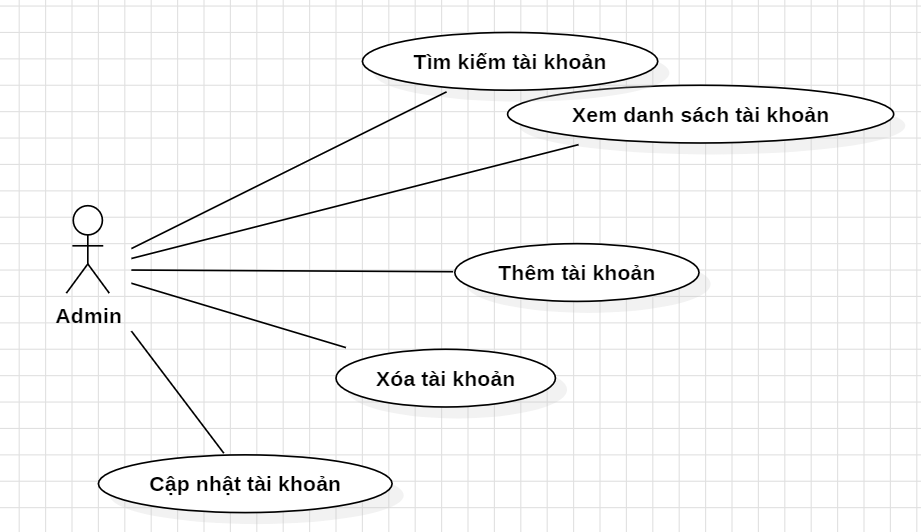 Tìm kiếm tài khoản
Xem danh sách tài khoản
Thêm tài khoản
Admin
Xóa tài khoản
Cập nhật tài khoản